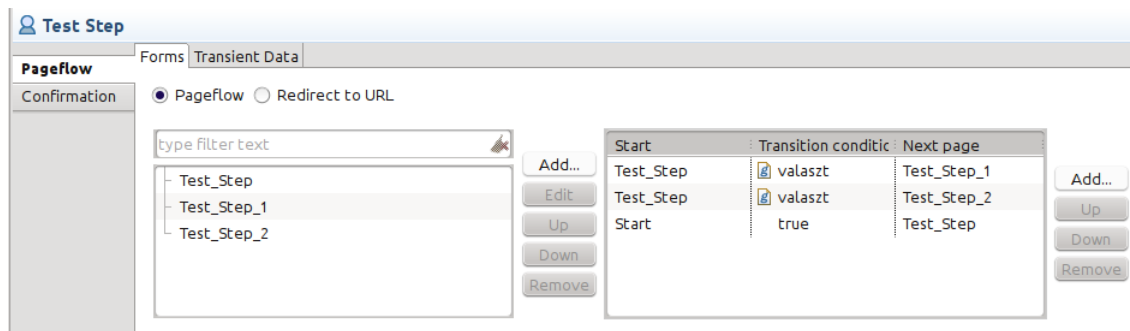 Test Step
Pageflow
Confirmation
Forms Transient Data
Pageflow Redirect to URL
type filter text
Test_Step
Test_Step_1
Test_Step_2
Add...
Edit
Up
Down
Remove
Start Transition conditic Next page
Test_Step valaszt Test_Step_1
Test_Step valaszt Test_Step_2
Start true Test_Step
Add...
Up
Down
Remove